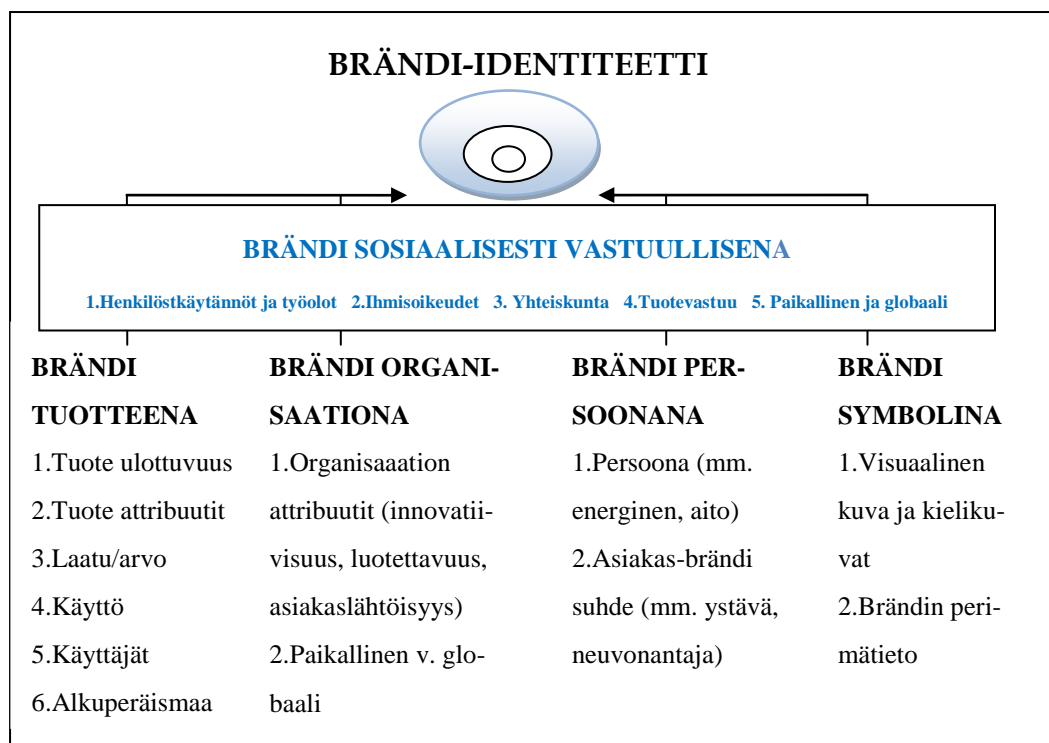 BRÄNDI-IDENTITEETTI
BRÄNDI SOSIAALISESTI VASTUULLISENA
1.Henkilöstkäytännöt ja työolot 2.Ihmisoikeudet 3. Yhteiskunta 4.Tuotevastuu 5. Paikallinen ja globaali
BRÄNDI
TUOTTEENA
1.Tuote ulottuvuus
2.Tuote attribuutit
3.Laatu/arvo
4.Käyttö
5.Käyttäjät
6.Alkuperäismaa
BRÄNDI ORGANI-
SAATIONA
1.Organisaaation
attribuutit (innovatii-
visuus, luotettavuus,
asiakaslähtöisyys)
2.Paikallinen v. glo-
baali
BRÄNDI PER-
SOONANA
1.Persoona (mm.
energinen, aito)
2.Asiakas-brändi
suhde (mm. ystävä,
neuvonantaja)
BRÄNDI
SYMBOLINA
1.Visuaalinen
kuva ja kieliku-
vat
2.Brändin peri-
mätieto